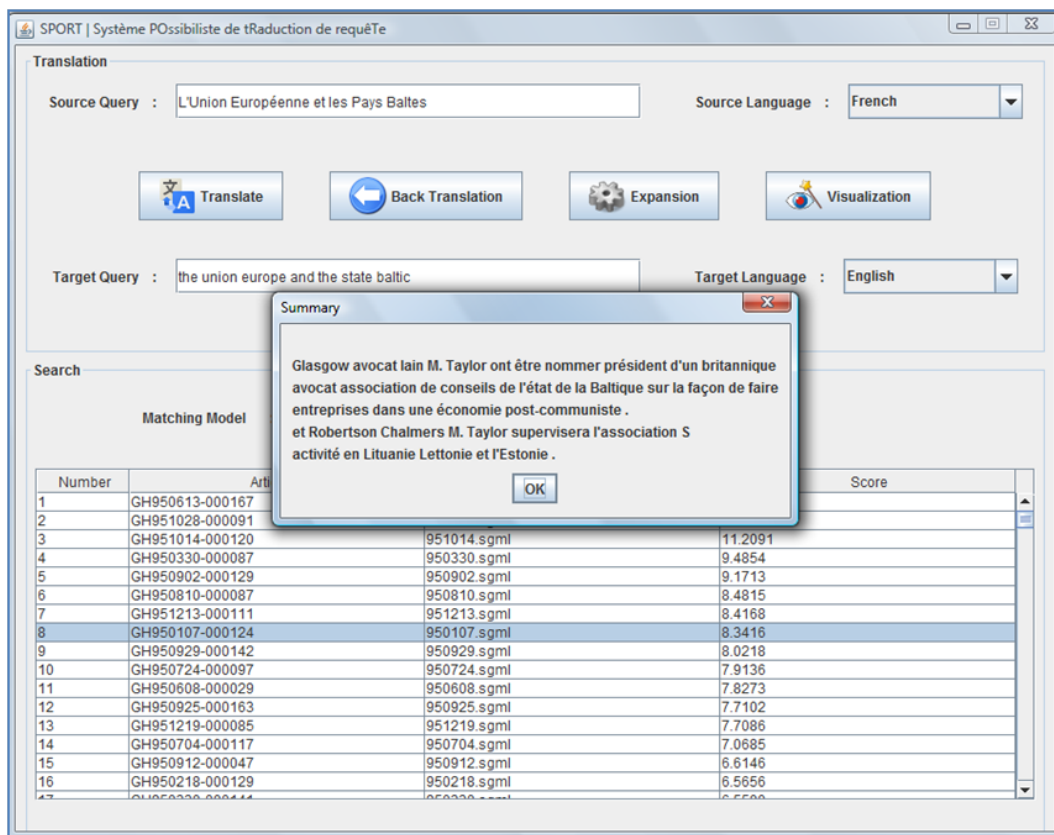 SPORT | Système POssibiliste de tRaduction de requêTe
Translation
Source Query : L'Union Européenne et les Pays Baltes Source Language : French
Translate Back Translation Expansion Visualization
Target Query : the union europe and the state baltic Target Language : English
Summary
Glasgow avocat Iain M. Taylor ont être nommer président d'un britannique
avocat association de conseils de l'état de la Baltique sur la façon de faire
entreprises dans une économie post-communiste .
et Robertson Chalmers M. Taylor supervisera l'association S
activité en Lituanie Lettonie et l'Estonie .
OK
Search
Matching Model
Number Arti Score
1 GH950613-000167
2 GH951028-000091
3 GH951014-000120 951014.sgml 11.2091
4 GH950330-000087 950330.sgml 9.4854
5 GH950902-000129 950902.sgml 9.1713
6 GH950810-000087 950810.sgml 8.4815
7 GH951213-000111 951213.sgml 8.4168
8 GH950107-000124 950107.sgml 8.3416
9 GH950929-000142 950929.sgml 8.0218
10 GH950724-000097 950724.sgml 7.9136
11 GH950608-000029 950608.sgml 7.8273
12 GH950925-000163 950925.sgml 7.7102
13 GH951219-000085 951219.sgml 7.7086
14 GH950704-000117 950704.sgml 7.0685
15 GH950912-000047 950912.sgml 6.6146
16 GH950218-000129 950218.sgml 6.5656